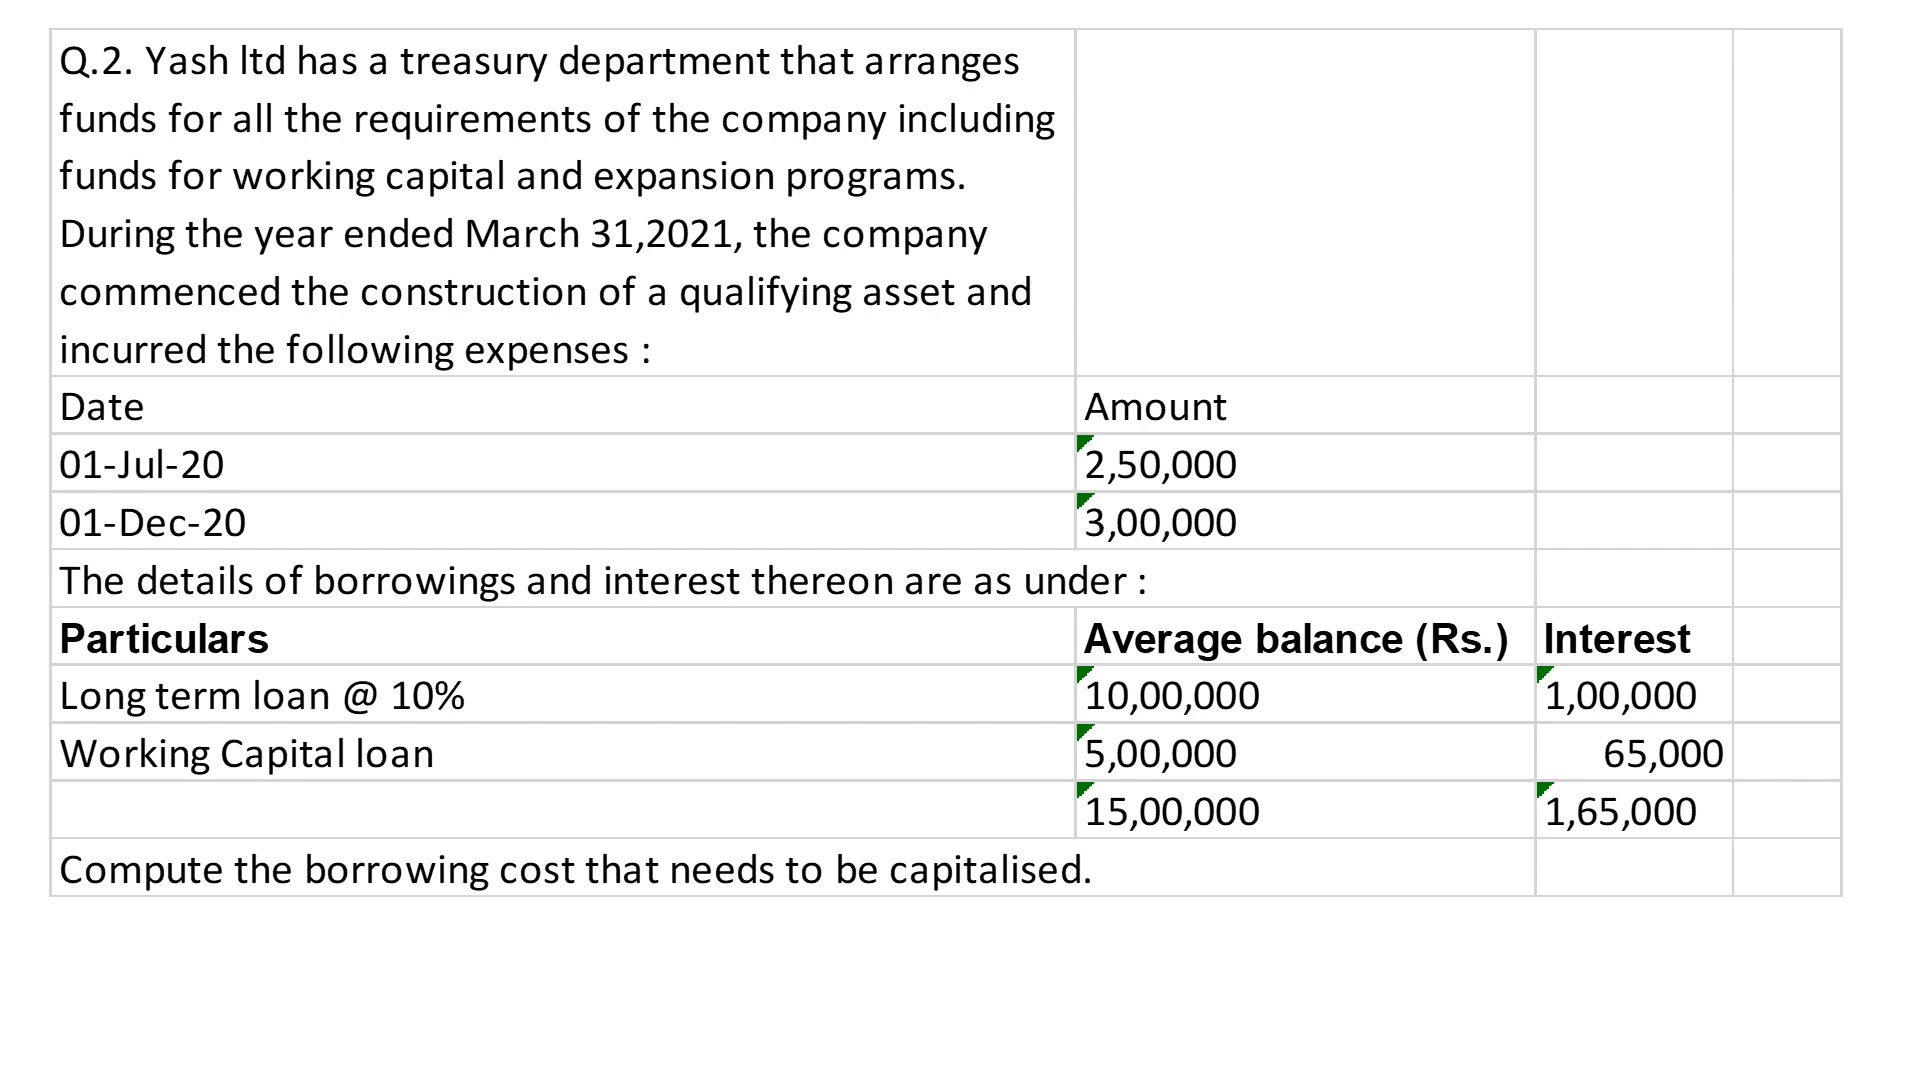 Q.2. Yash ltd has a treasury department that arranges
funds for all the requirements of the company including
funds for working capital and expansion programs.
During the year ended March 31,2021, the company
commenced the construction of a qualifying asset and
incurred the following expenses :
Date Amount
01-Jul-20 2,50,000
01-Dec-20 3,00,000
The details of borrowings and interest thereon are as under :
Particulars Average balance (Rs.) Interest
Long term loan @ 10% 10,00,000 1,00,000
Working Capital loan 5,00,000 65,000
15,00,000 1,65,000
Compute the borrowing cost that needs to be capitalised.